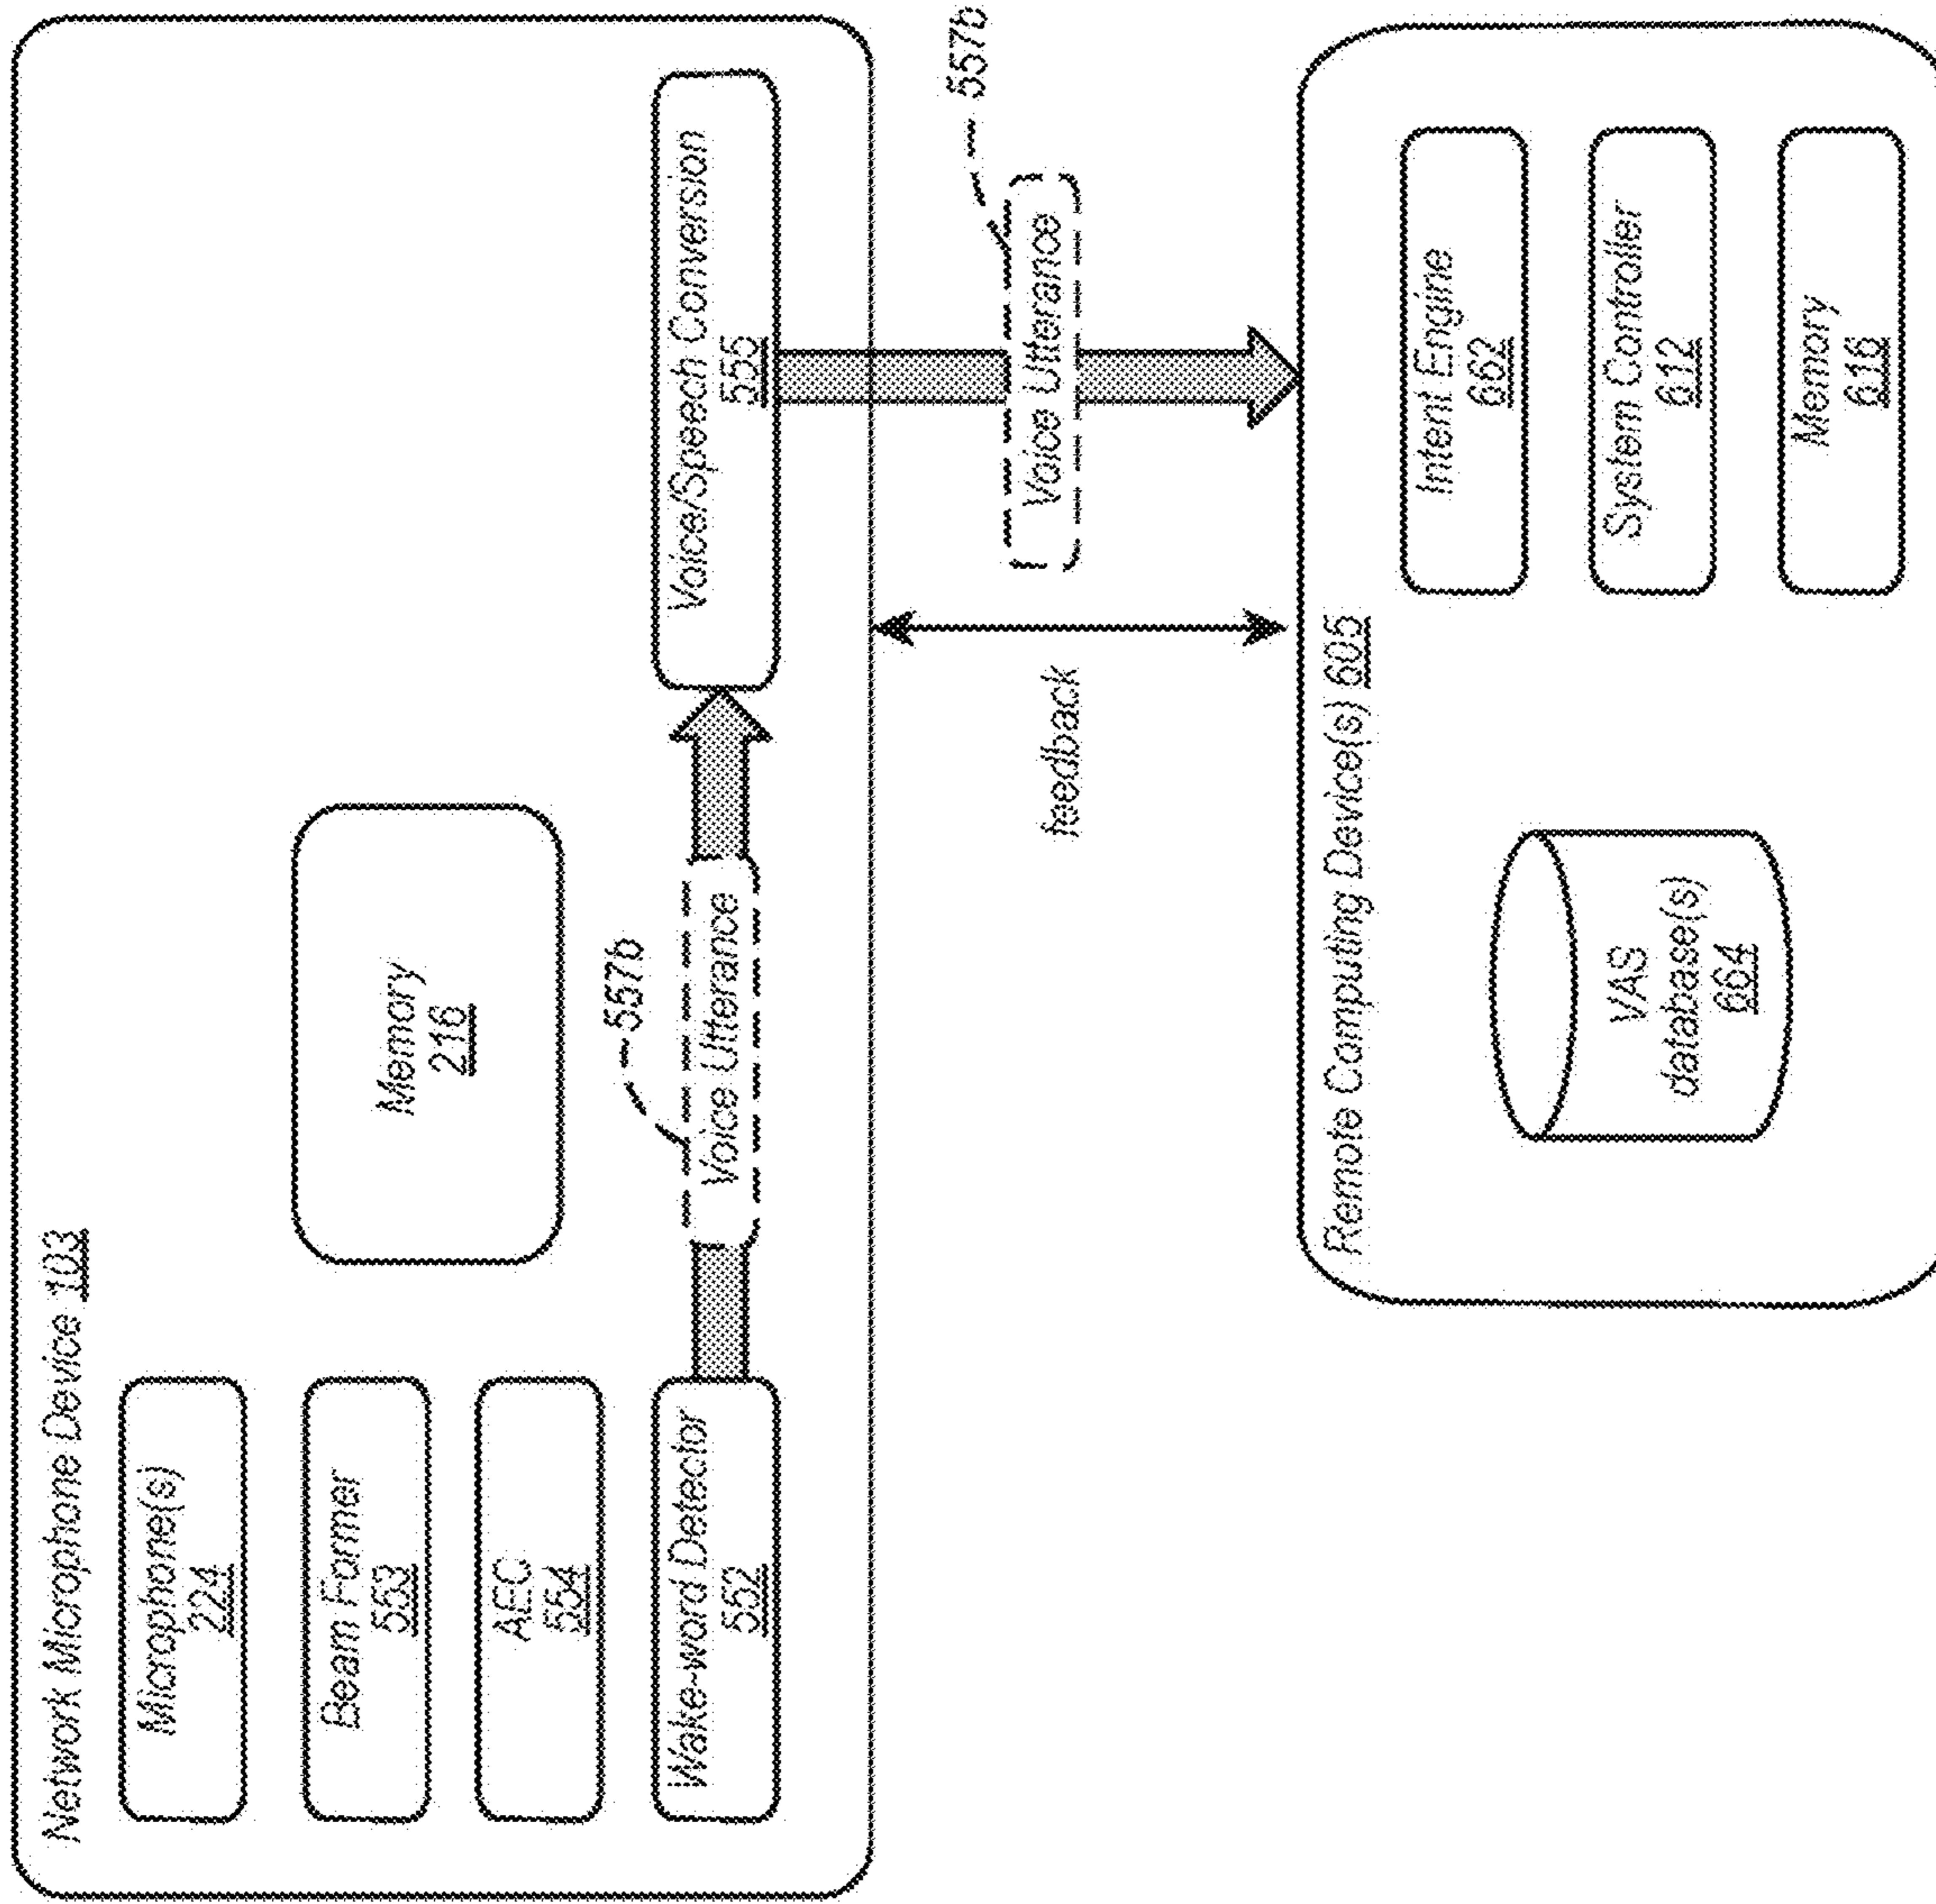 Network Microphone Device 103
Microphone(s)
224
Beam Former
553
AEC
554
Wake-word Detector
552
Memory
216
557b
Voice Utterance
Voice/Speech Conversion
555
feedback
Voice Utterance
557b
Remote Computing Device(s) 605
VAS
database(s)
664
Intent Engine
662
System Controller
612
Memory
616